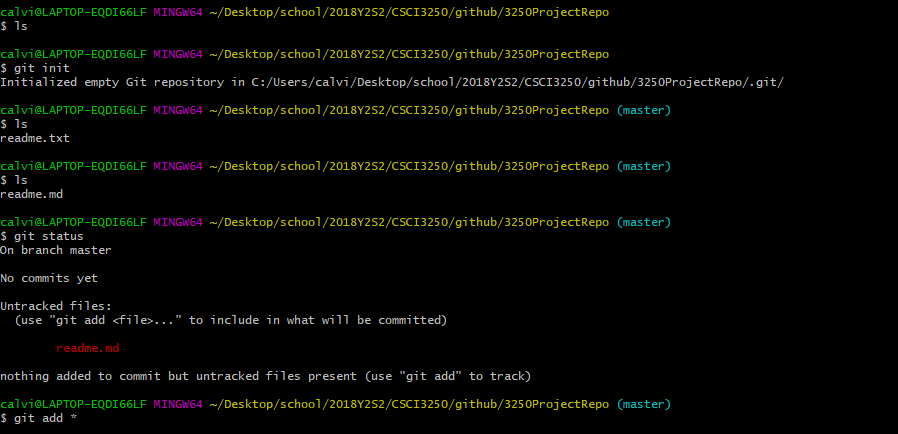 calvi@LAPTOP-EQDI66LF MINGW64 ~/Desktop/school/2018Y2S2/CSCI3250/github/3250ProjectRepo
$ ls
calvi@LAPTOP-EQDI66LF MINGW64 ~/Desktop/school/2018Y2S2/CSCI3250/github/3250ProjectRepo
$ git init
Initialized empty Git repository in C:/Users/calvi/Desktop/school/2018Y2S2/CSCI3250/github/3250ProjectRepo/.git/
calvi@LAPTOP-EQDI66LF MINGW64 ~/Desktop/school/2018Y2S2/CSCI3250/github/3250ProjectRepo (master)
$ ls
readme.txt
calvi@LAPTOP-EQDI66LF MINGW64 ~/Desktop/school/2018Y2S2/CSCI3250/github/3250ProjectRepo (master)
$ ls
readme.md
calvi@LAPTOP-EQDI66LF MINGW64 ~/Desktop/school/2018Y2S2/CSCI3250/github/3250ProjectRepo (master)
$ git status
On branch master
No commits yet
Untracked files:
  (use "git add <file>..." to include in what will be committed)
        readme.md
nothing added to commit but untracked files present (use "git add" to track)
calvi@LAPTOP-EQDI66LF MINGW64 ~/Desktop/school/2018Y2S2/CSCI3250/github/3250ProjectRepo (master)
$ git add *